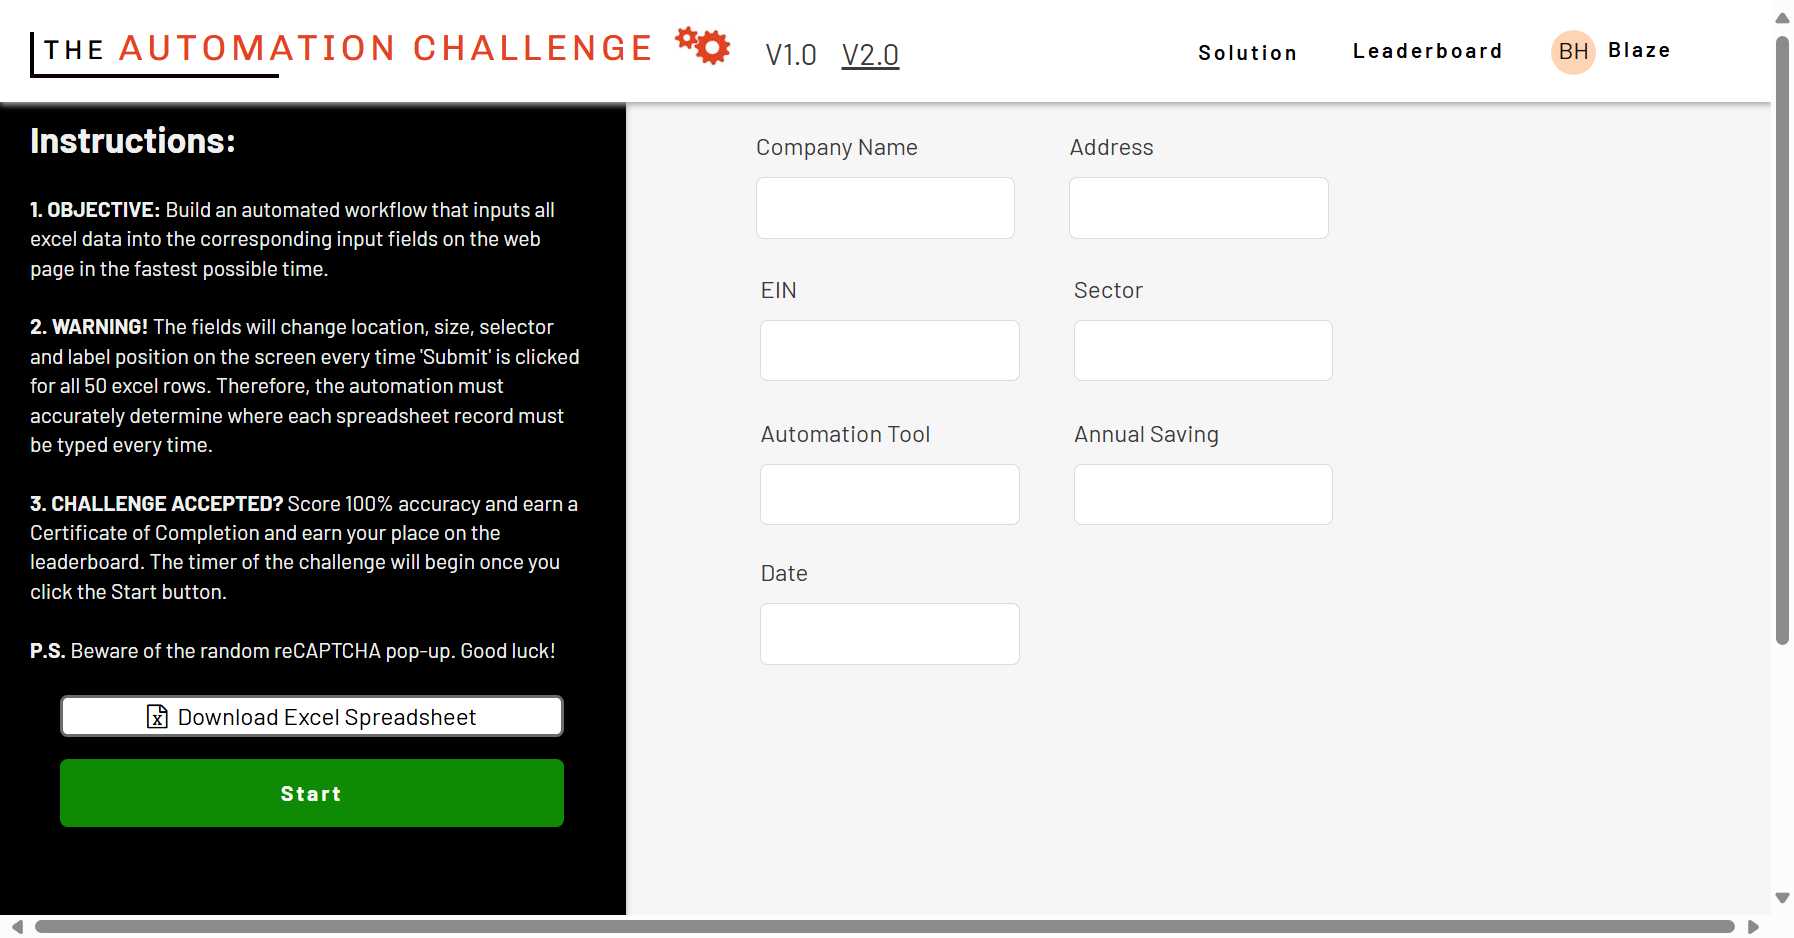 THE AUTOMATION CHALLENGE
V1.0 V2.0
Solution Leaderboard BH Blaze
Instructions:
1. OBJECTIVE: Build an automated workflow that inputs all
excel data into the corresponding input fields on the web
page in the fastest possible time.
2. WARNING! The fields will change location, size, selector
and label position on the screen every time 'Submit' is clicked
for all 50 excel rows. Therefore, the automation must
accurately determine where each spreadsheet record must
be typed every time.
3. CHALLENGE ACCEPTED? Score 100% accuracy and earn a
Certificate of Completion and earn your place on the
leaderboard. The timer of the challenge will begin once you
click the Start button.
P.S. Beware of the random reCAPTCHA pop-up. Good luck!
Download Excel Spreadsheet
Start
Company Name Address
EIN Sector
Automation Tool Annual Saving
Date